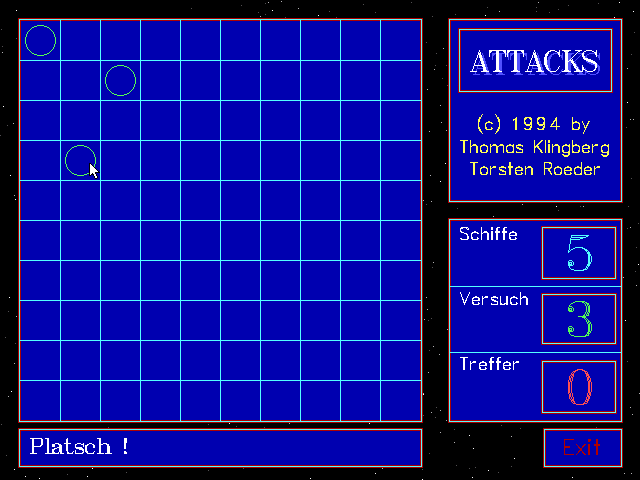 ATTACKS
(c) 1994 by
Thomas Klingberg
Torsten Roeder
Schiffe
5
Versuch
3
Treffer
0
Platsch !
Exit